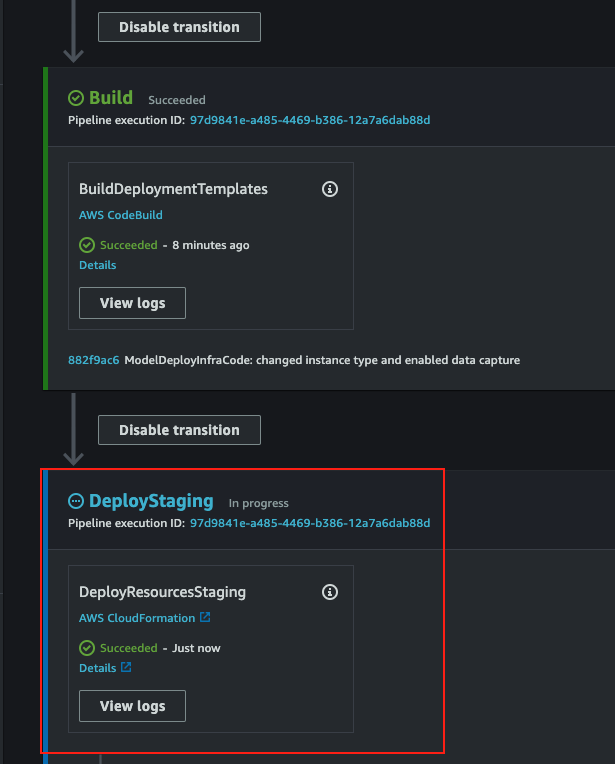 Disable transition
Build Succeeded
Pipeline execution ID: 97d9841e-a485-4469-b386-12a7a6dab88d
BuildDeploymentTemplates
AWS CodeBuild
Succeeded - 8 minutes ago
Details
View logs
882f9ac6 ModelDeployInfraCode: changed instance type and enabled data capture
Disable transition
DeployStaging In progress
Pipeline execution ID: 97d9841e-a485-4469-b386-12a7a6dab88d
DeployResourcesStaging
AWS CloudFormation
Succeeded - Just now
Details
View logs